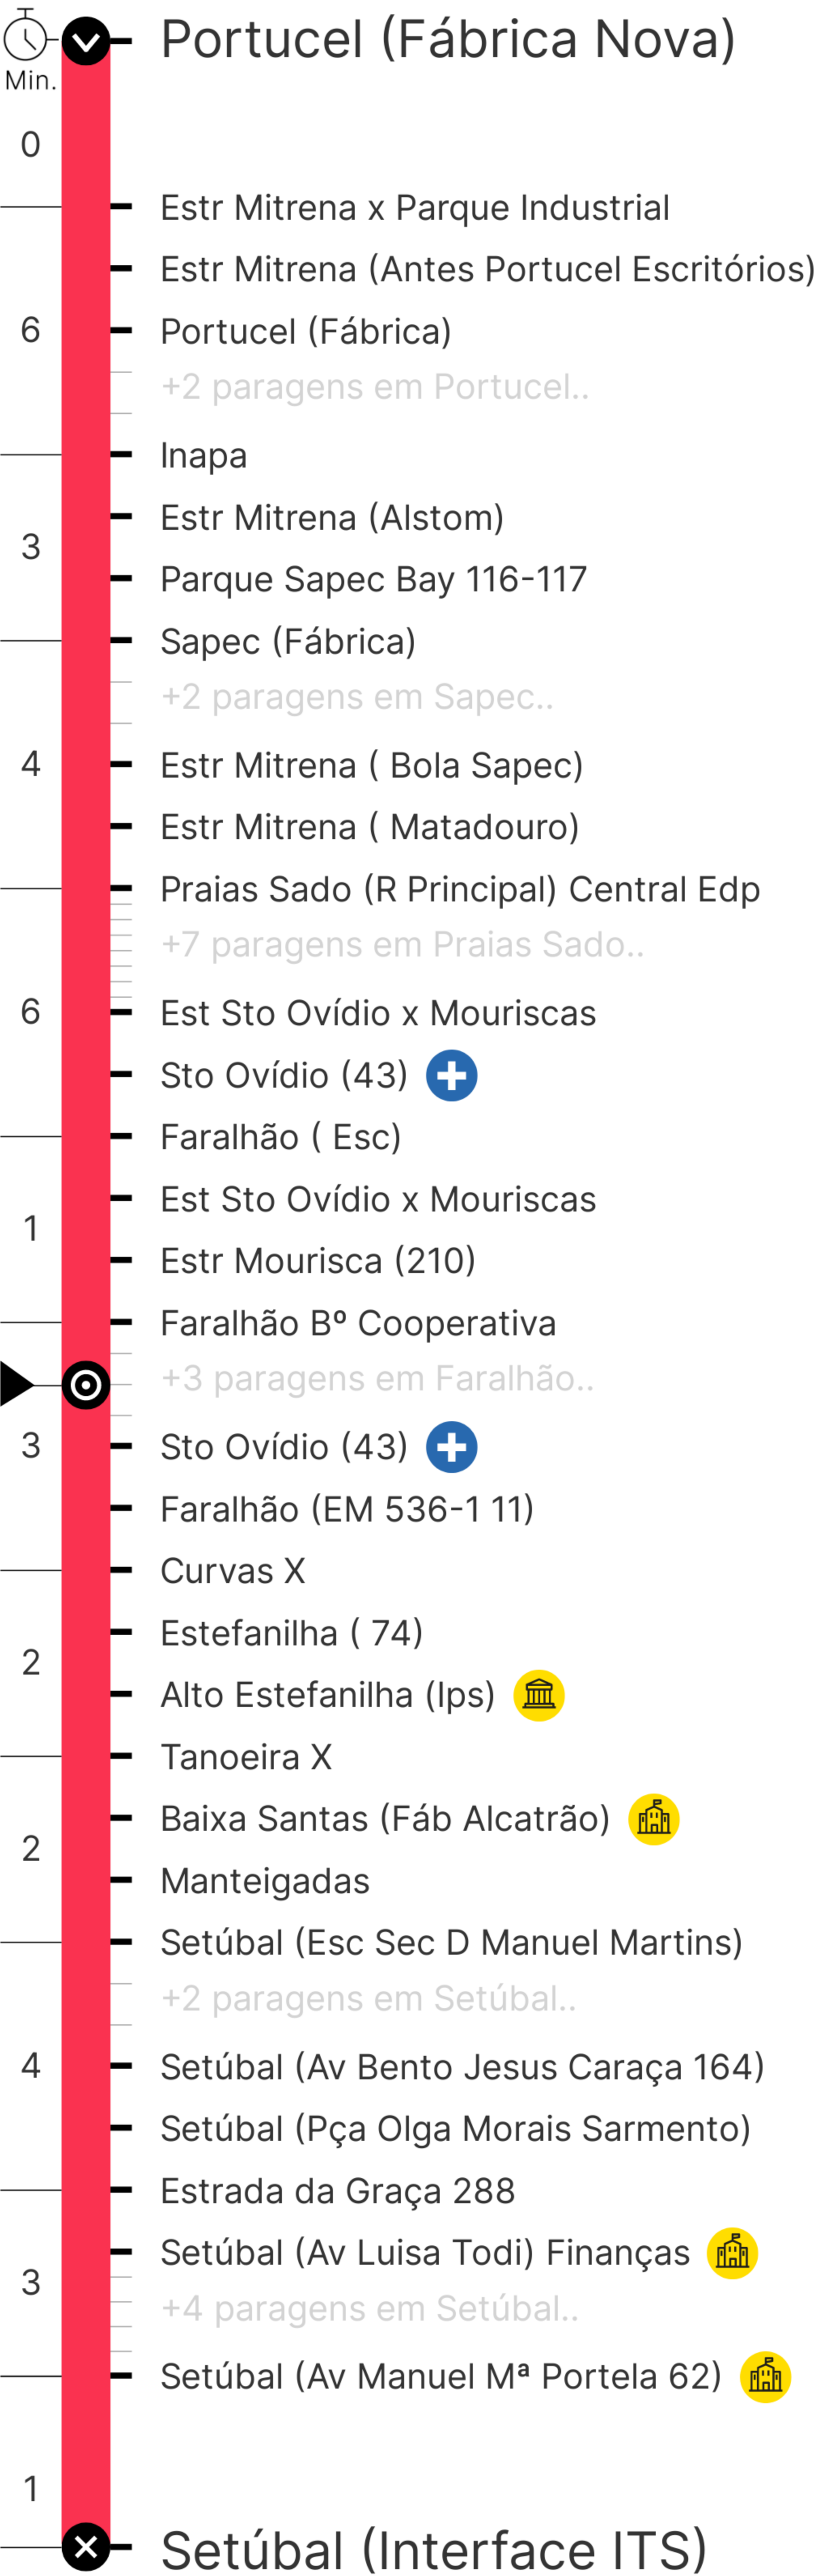 Portucel (Fábrica Nova)
Min.
0
Estr Mitrena x Parque Industrial
Estr Mitrena (Antes Portucel Escritórios)
6
Portucel (Fábrica)
+2 paragens em Portucel..
Inapa
Estr Mitrena (Alstom)
3
Parque Sapec Bay 116-117
Sapec (Fábrica)
+2 paragens em Sapec..
4
Estr Mitrena ( Bola Sapec)
Estr Mitrena ( Matadouro)
Praias Sado (R Principal) Central Edp
+7 paragens em Praias Sado..
6
Est Sto Ovídio x Mouriscas
Sto Ovídio (43)
Faralhão ( Esc)
Est Sto Ovídio x Mouriscas
1
Estr Mourisca (210)
Faralhão Bº Cooperativa
+3 paragens em Faralhão..
3
Sto Ovídio (43)
Faralhão (EM 536-1 11)
Curvas X
Estefanilha ( 74)
2
Alto Estefanilha (Ips)
Tanoeira X
Baixa Santas (Fáb Alcatrão)
2
Manteigadas
Setúbal (Esc Sec D Manuel Martins)
+2 paragens em Setúbal..
4
Setúbal (Av Bento Jesus Caraça 164)
Setúbal (Pça Olga Morais Sarmento)
Estrada da Graça 288
Setúbal (Av Luisa Todi) Finanças
3
+4 paragens em Setúbal..
Setúbal (Av Manuel Mª Portela 62)
1
Setúbal (Interface ITS)